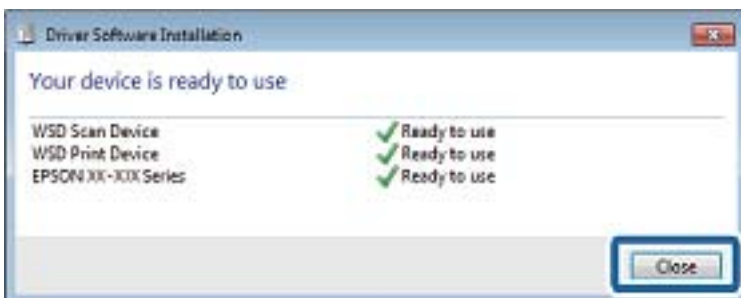 Driver Software Installation
Your device is ready to use
WSD Scan Device Ready to use
WSD Print Device Ready to use
EPSON XX-XXX Series Ready to use
Close